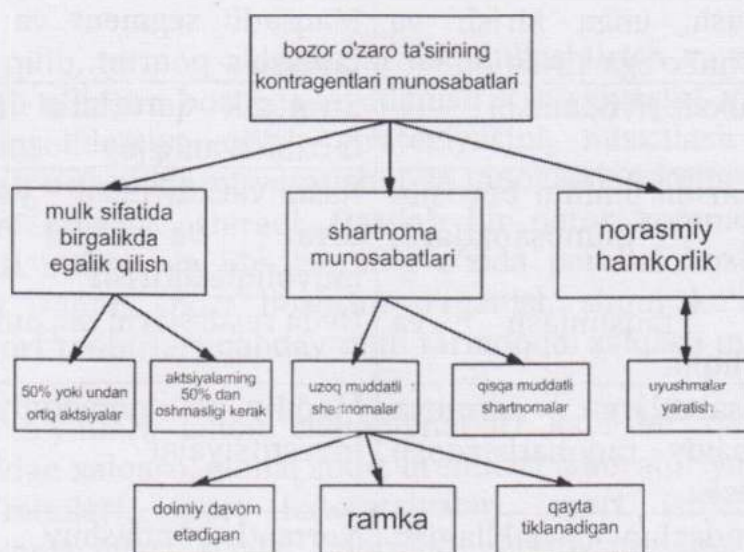 bozor o'zaro ta'sirining
kontragentlari munosabatlari
mulk sifatida
birgalikda
egalik qilish
shartnoma
munosabatlari
norasmiy
hamkorlik
50% yoki undan
ortiq aktsiyalar
aktsiyalarning
50% dan
oshmasligi kerak
uzoq muddatli
shartnomalar
qisqa muddatli
shartnomalar
uyushmalar
yaratish
doimiy davom
etadigan
ramka
qayta
tiklanadigan